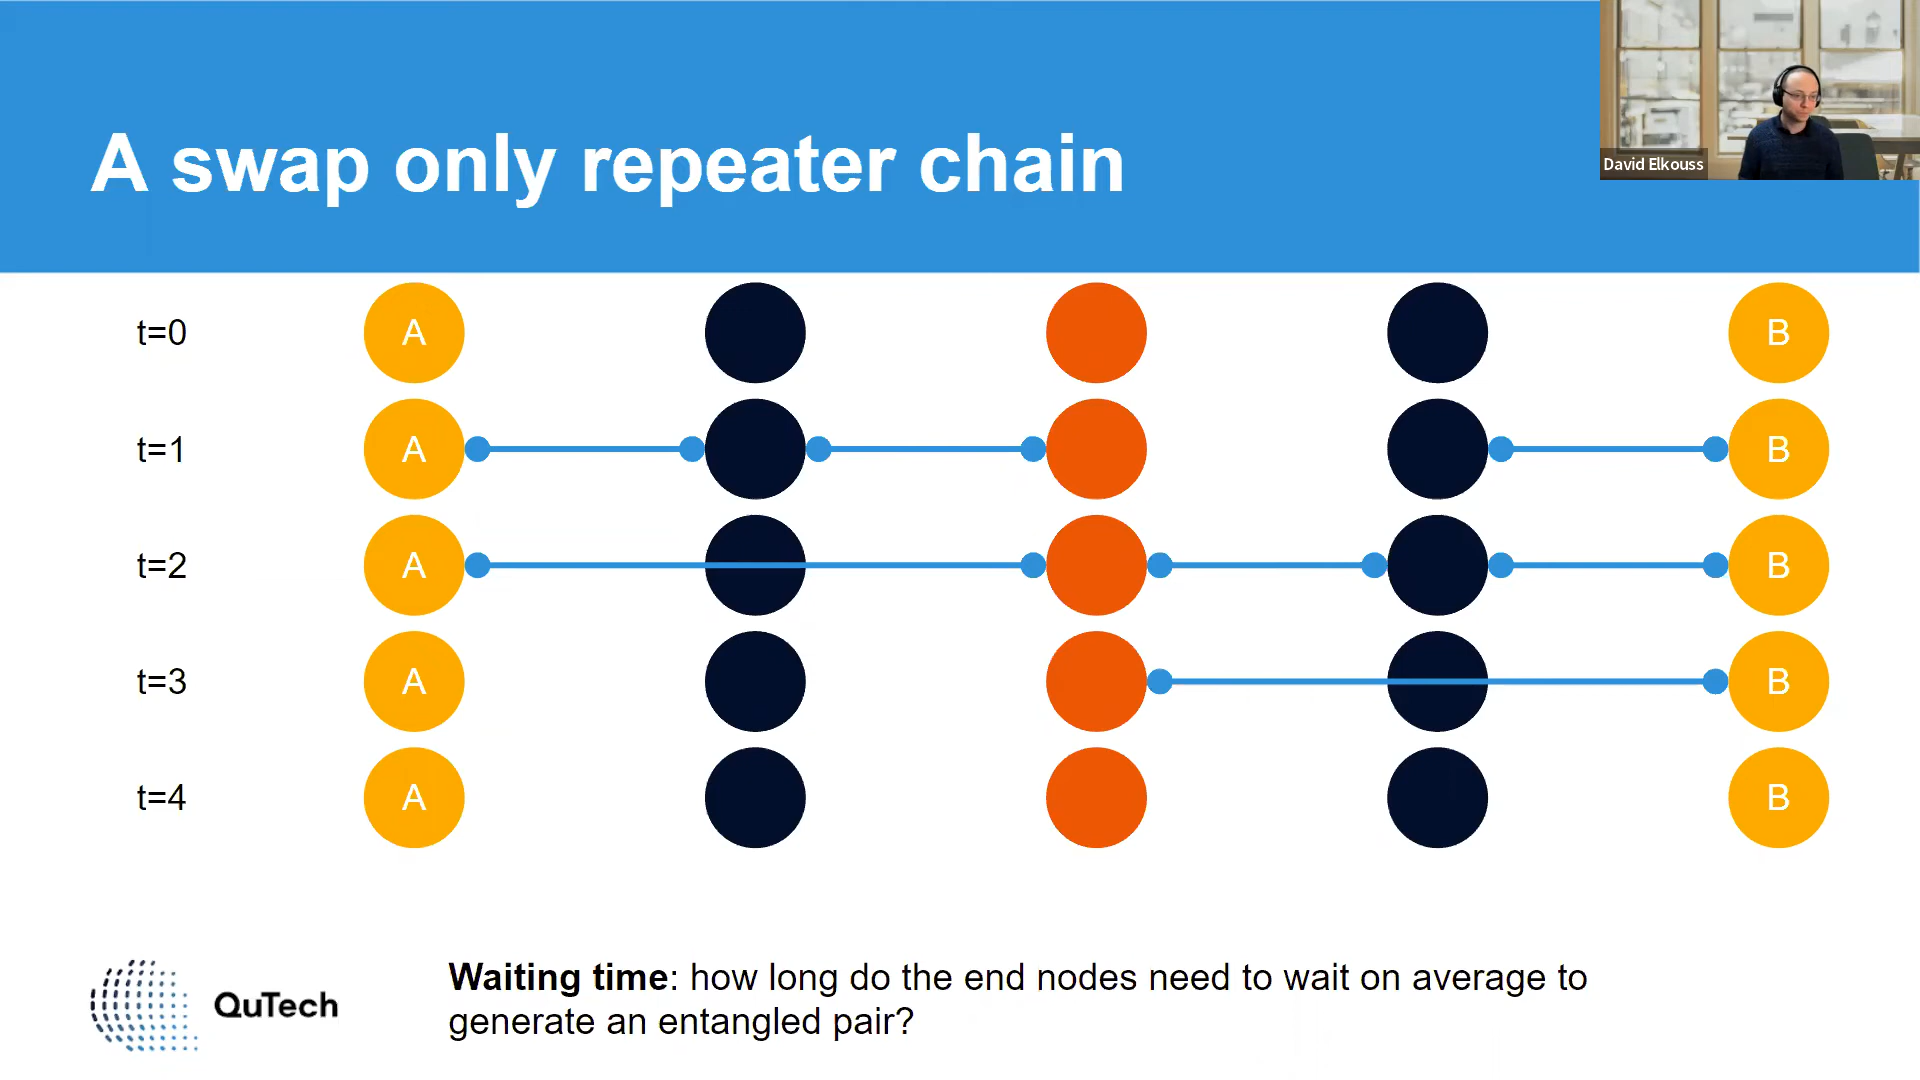 A swap only repeater chain
David Elkouss
t=0
A
B
t=1
A
B
t=2
A
B
t=3
A
B
t=4
A
B
QuTech
Waiting time: how long do the end nodes need to wait on average to
generate an entangled pair?